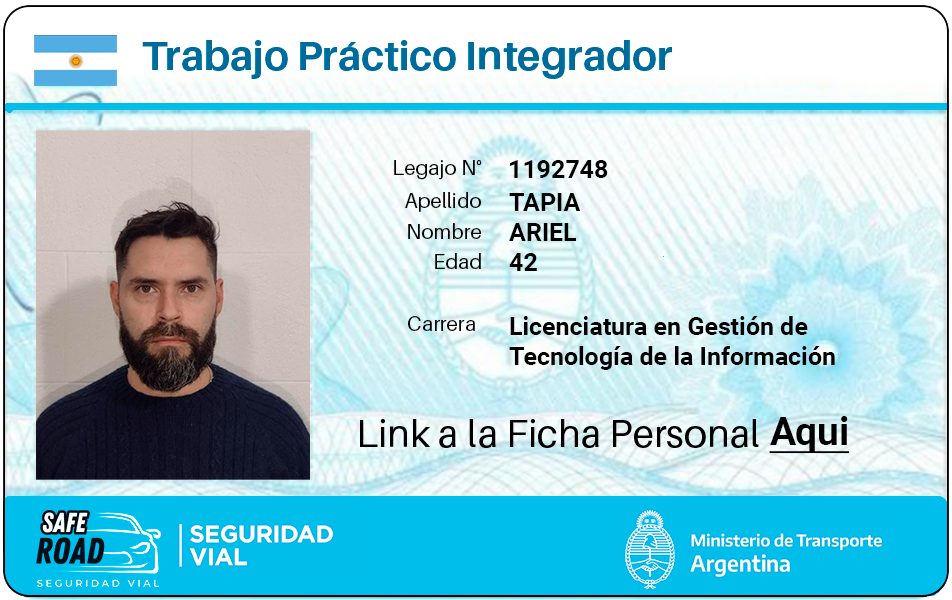 Trabajo Práctico Integrador
Legajo N° 1192748
Apellido TAPIA
Nombre ARIEL
Edad 42
Carrera Licenciatura en Gestión de
Tecnología de la Información
Link a la Ficha Personal Aqui
SAFE
ROAD
SEGURIDAD VIAL
SEGURIDAD
VIAL
Ministerio de Transporte
Argentina